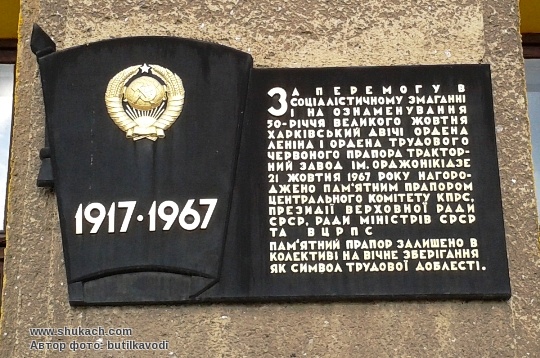 1917·1967
ЗА ПЕРЕМОГУ В
СОЦІАЛІСТИЧНОМУ ЗМАГАННІ
І НА ОЗНАМЕНУВАННЯ
50-РІЧЧЯ ВЕЛИКОГО ЖОВТНЯ
ХАРКІВСЬКИЙ ДВІЧІ ОРДЕНА
ЛЕНІНА І ОРДЕНА ТРУДОВОГО
ЧЕРВОНОГО ПРАПОРА ТРАКТОР-
НИЙ ЗАВОД ІМ. ОРДЖОНІКІДЗЕ
21 ЖОВТНЯ 1967 РОКУ НАГОРО-
ДЖЕНО ПАМ'ЯТНИМ ПРАПОРОМ
ЦЕНТРАЛЬНОГО КОМІТЕТУ КПРС,
ПРЕЗИДІЇ ВЕРХОВНОЇ РАДИ
СРСР, РАДИ МІНІСТРІВ СРСР
ТА ВЦРПС
ПАМ'ЯТНИЙ ПРАПОР ЗАЛИШЕНО В
КОЛЕКТИВІ НА ВІЧНЕ ЗБЕРІГАННЯ
ЯК СИМВОЛ ТРУДОВОЇ ДОБЛЕСТІ.
www.shukach.com
Автор фото: butilkavodi